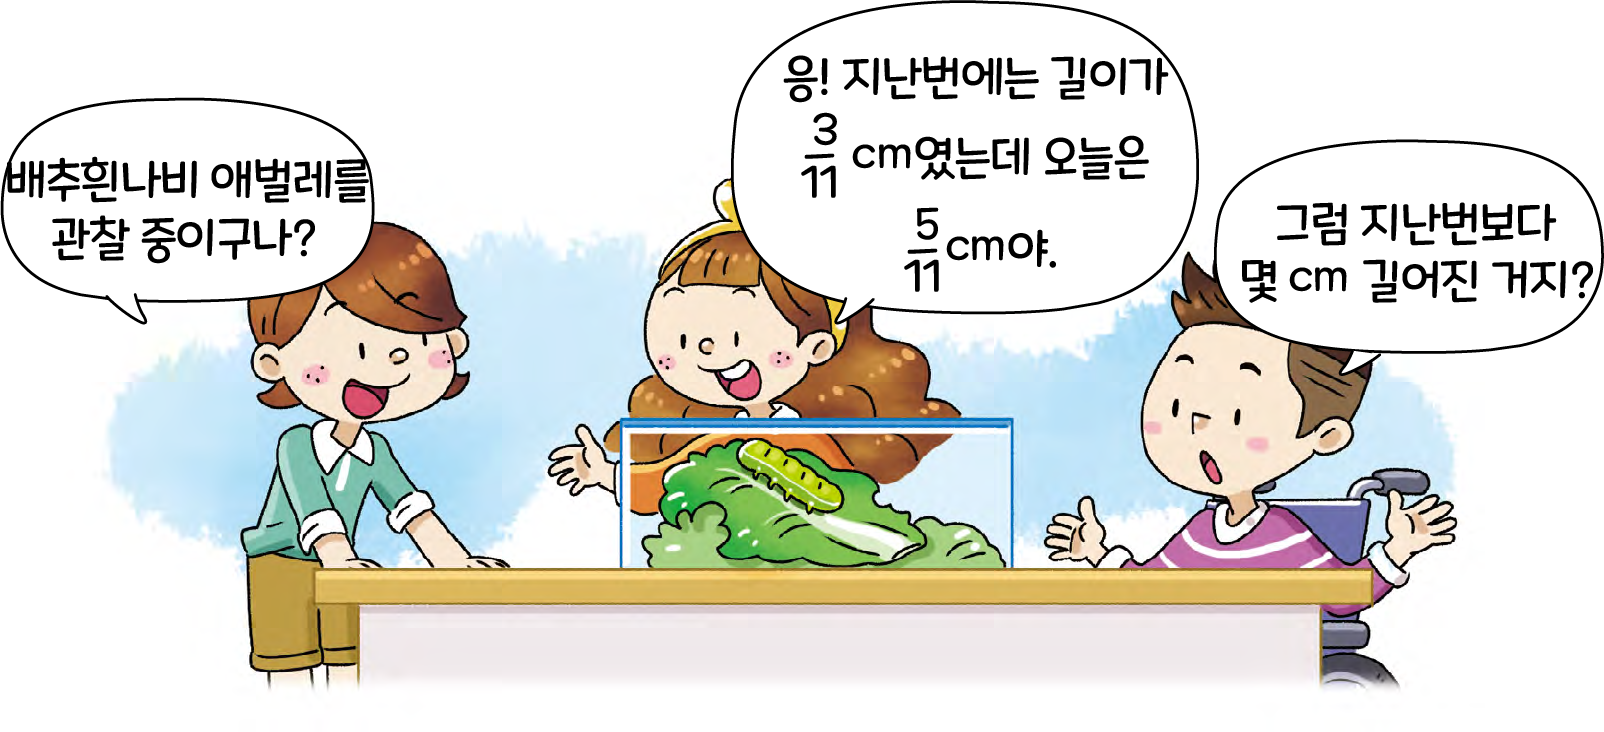 배추흰나비 애벌레를
관찰 중이구나?
응! 지난번에는 길이가
3/11 cm였는데 오늘은
5/11 cm야.
그럼 지난번보다
몇 cm 길어진 거지?